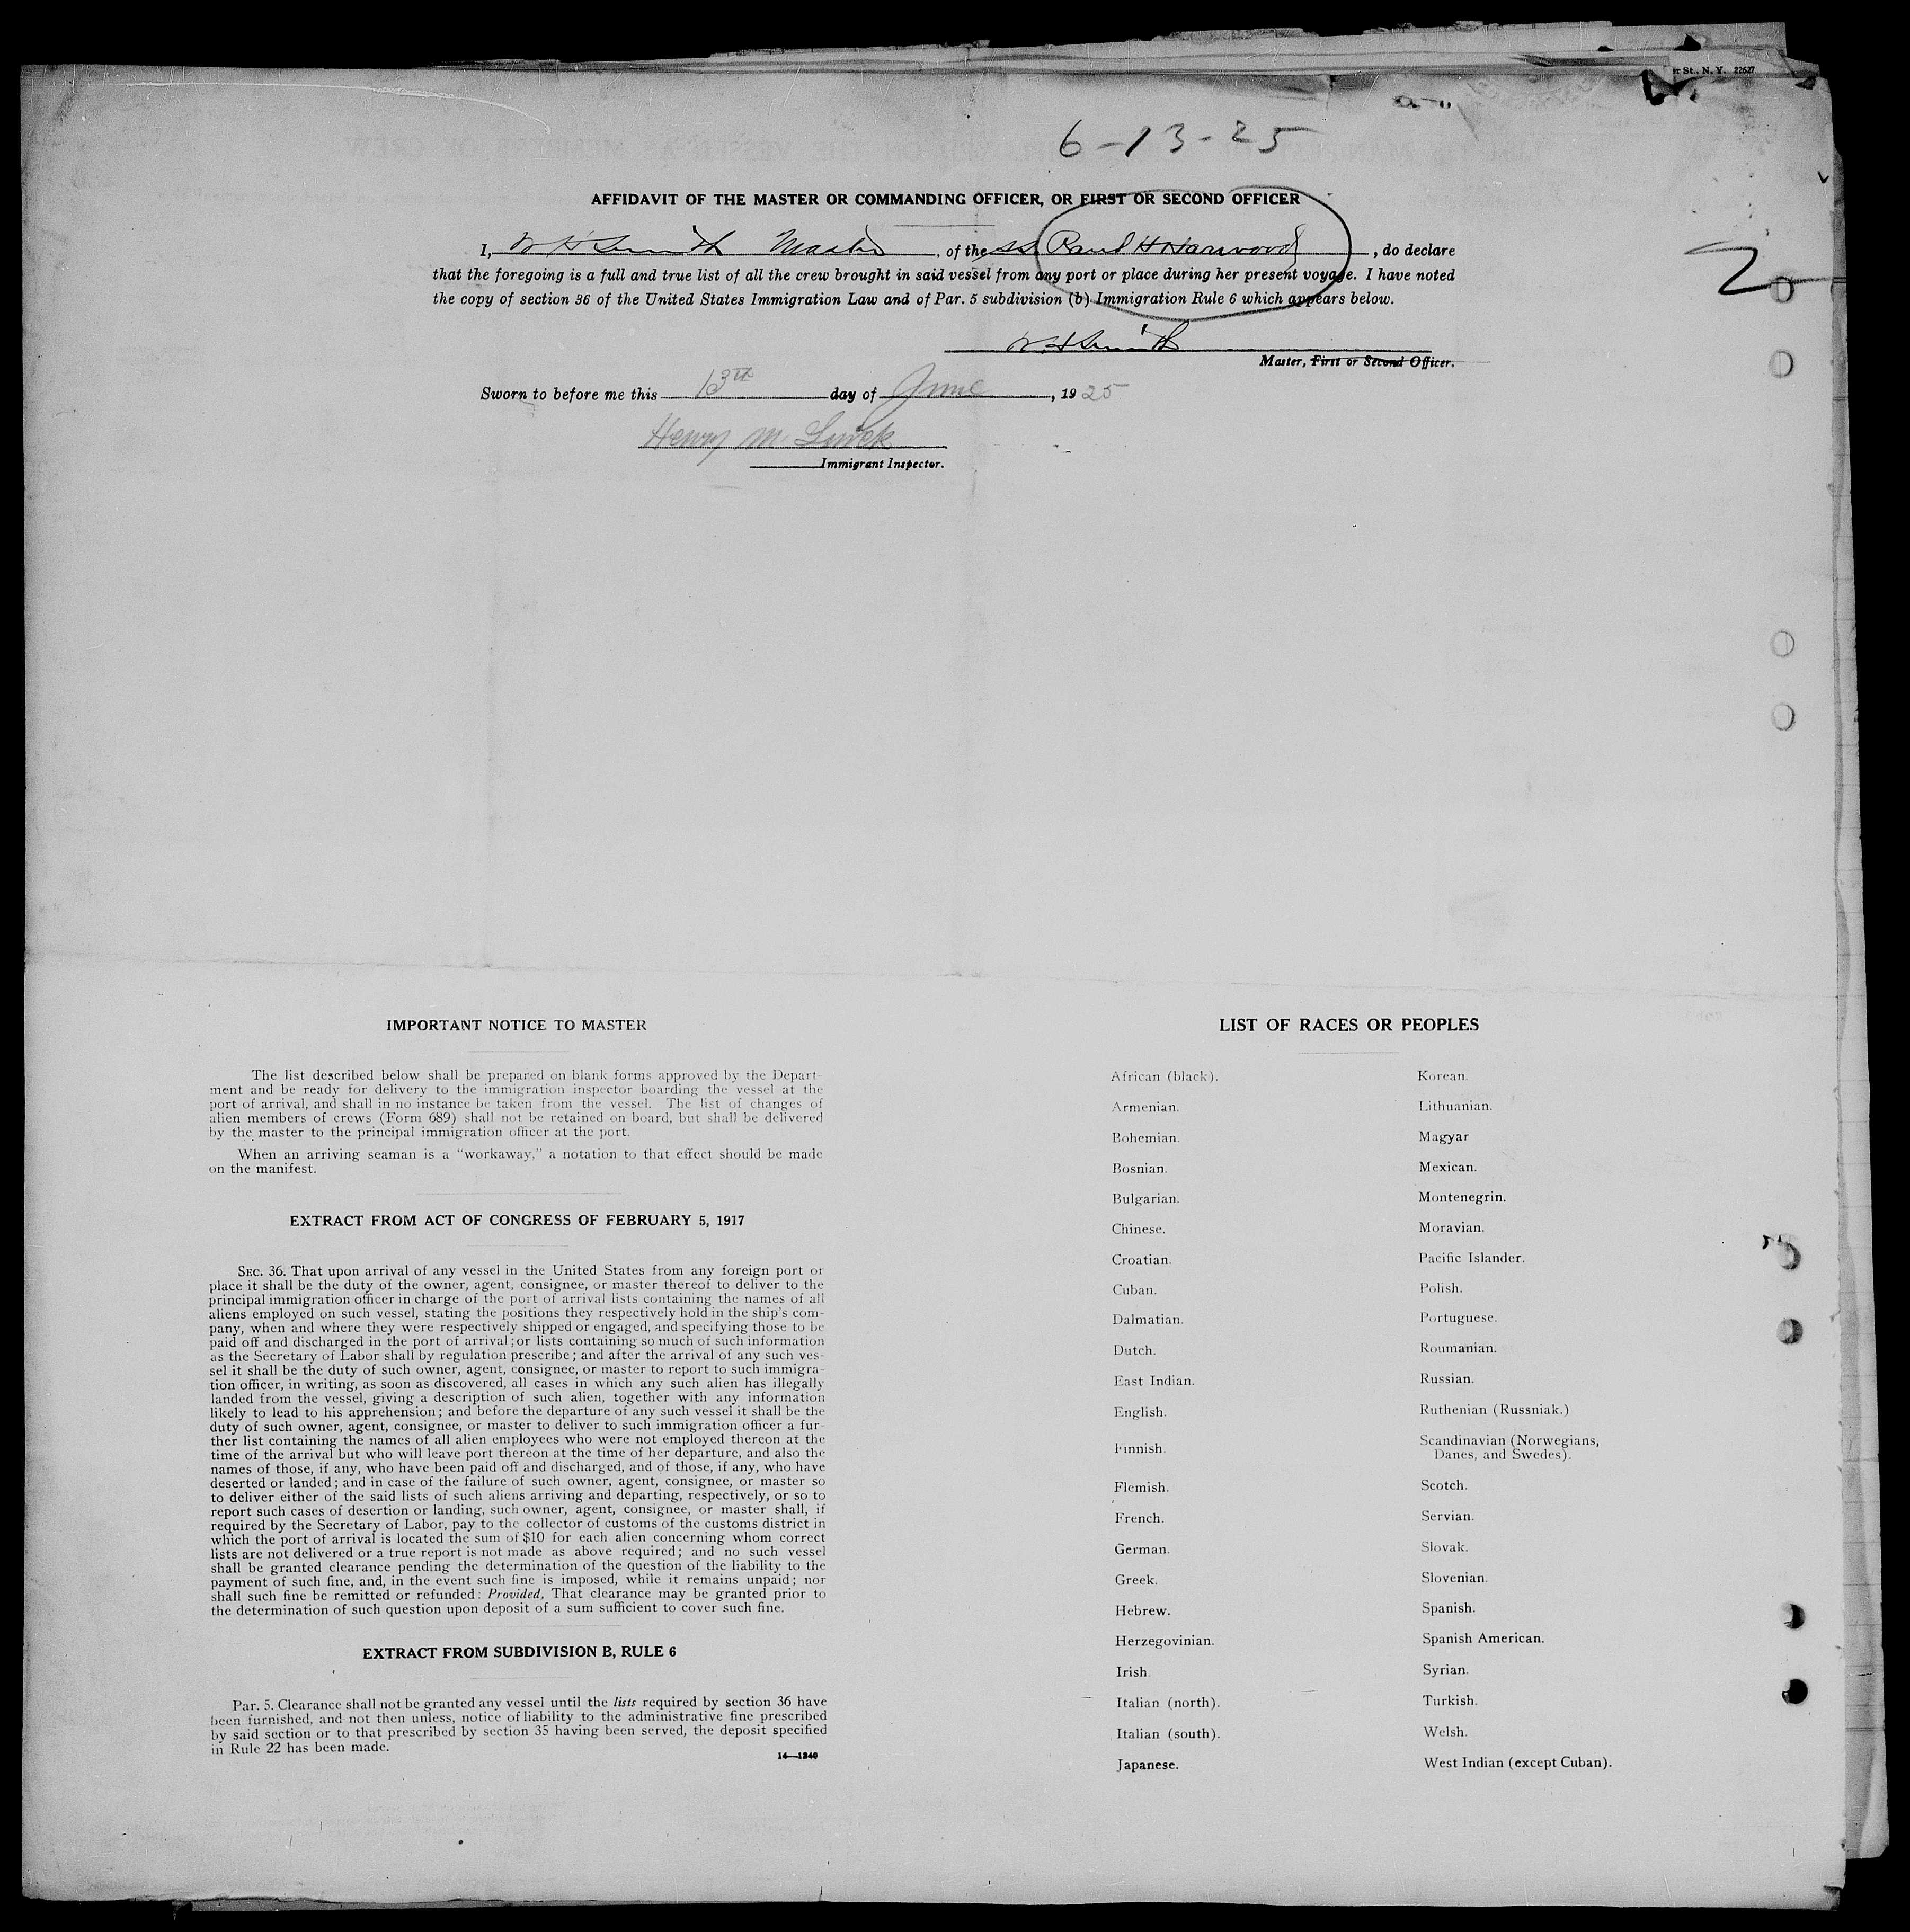 r St., N. Y. 22627
6-13-25
AFFIDAVIT OF THE MASTER OR COMMANDING OFFICER, OR FIRST OR SECOND OFFICER
I, W H Smith Master, of the SS Paul H Harwood, do declare
that the foregoing is a full and true list of all the crew brought in said vessel from any port or place during her present voyage. I have noted
the copy of section 36 of the United States Immigration Law and of Par. 5 subdivision (b) Immigration Rule 6 which appears below.
2
W H Smith
Master, First or Second Officer.
Sworn to before me this 13th day of June, 1925
Henry M.
Immigrant Inspector.
IMPORTANT NOTICE TO MASTER
The list described below shall be prepared on blank forms approved by the Depart-
ment and be ready for delivery to the immigration inspector boarding the vessel at the
port of arrival, and shall in no instance be taken from the vessel. The list of changes of
alien members of crews (Form 689) shall not be retained on board, but shall be delivered
by the master to the principal immigration officer at the port.
When an arriving seaman is a "workaway," a notation to that effect should be made
on the manifest.
EXTRACT FROM ACT OF CONGRESS OF FEBRUARY 5, 1917
SEC. 36. That upon arrival of any vessel in the United States from any foreign port or
place it shall be the duty of the owner, agent, consignee, or master thereof to deliver to the
principal immigration officer in charge of the port of arrival lists containing the names of all
aliens employed on such vessel, stating the positions they respectively hold in the ship's com-
pany, when and where they were respectively shipped or engaged, and specifying those to be
paid off and discharged in the port of arrival; or lists containing so much of such information
as the Secretary of Labor shall by regulation prescribe; and after the arrival of any such ves-
sel it shall be the duty of such owner, agent, consignee, or master to report to such immigra-
tion officer, in writing, as soon as discovered, all cases in which any such alien has illegally
landed from the vessel, giving a description of such alien, together with any information
likely to lead to his apprehension; and before the departure of any such vessel it shall be the
duty of such owner, agent, consignee, or master to deliver to such immigration officer a fur-
ther list containing the names of all alien employees who were not employed thereon at the
time of the arrival but who will leave port thereon at the time of her departure, and also the
names of those, if any, who have been paid off and discharged, and of those, if any, who have
deserted or landed; and in case of the failure of such owner, agent, consignee, or master so
to deliver either of the said lists of such aliens arriving and departing, respectively, or so to
report such cases of desertion or landing, such owner, agent, consignee, or master shall, if
required by the Secretary of Labor, pay to the collector of customs of the customs district in
which the port of arrival is located the sum of $10 for each alien concerning whom correct
lists are not delivered or a true report is not made as above required; and no such vessel
shall be granted clearance pending the determination of the question of the liability to the
payment of such fine, and, in the event such fine is imposed, while it remains unpaid; nor
shall such fine be remitted or refunded: Provided, That clearance may be granted prior to
the determination of such question upon deposit of a sum sufficient to cover such fine.
EXTRACT FROM SUBDIVISION B, RULE 6
Par. 5. Clearance shall not be granted any vessel until the lists required by section 36 have
been furnished, and not then unless, notice of liability to the administrative fine prescribed
by said section or to that prescribed by section 35 having been served, the deposit specified
in Rule 22 has been made.
14—1240
LIST OF RACES OR PEOPLES
African (black).
Armenian.
Bohemian.
Bosnian.
Bulgarian.
Chinese.
Croatian.
Cuban.
Dalmatian.
Dutch.
East Indian.
English.
Finnish.
Flemish.
French.
German.
Greek.
Hebrew.
Herzegovinian.
Irish.
Italian (north).
Italian (south).
Japanese.
Korean.
Lithuanian.
Magyar
Mexican.
Montenegrin.
Moravian.
Pacific Islander.
Polish.
Portuguese.
Roumanian.
Russian.
Ruthenian (Russniak.)
Scandinavian (Norwegians,
Danes, and Swedes).
Scotch.
Servian.
Slovak.
Slovenian.
Spanish.
Spanish American.
Syrian.
Turkish.
Welsh.
West Indian (except Cuban).